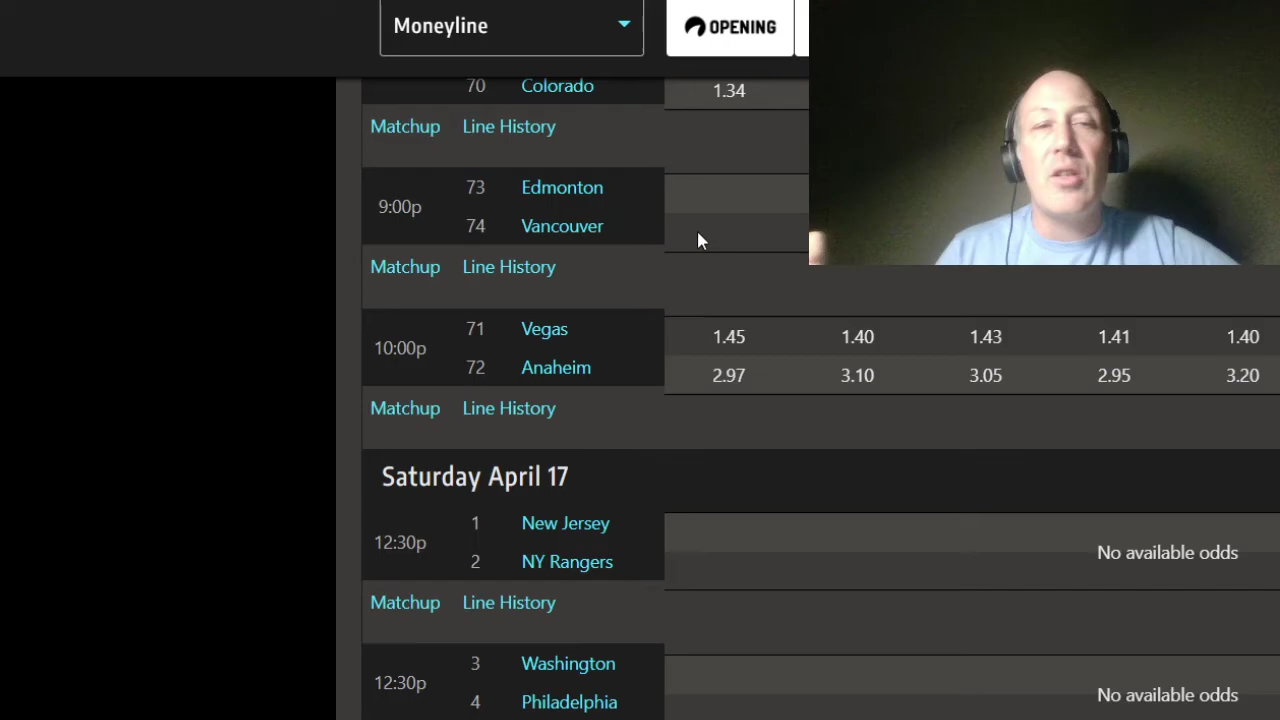 Moneyline
OPENING
70 Colorado 1.34
Matchup Line History
73 Edmonton
9:00p
74 Vancouver
Matchup Line History
71 Vegas 1.45 1.40 1.43 1.41 1.40
10:00p
72 Anaheim 2.97 3.10 3.05 2.95 3.20
Matchup Line History
Saturday April 17
1 New Jersey
12:30p No available odds
2 NY Rangers
Matchup Line History
3 Washington
12:30p No available odds
4 Philadelphia